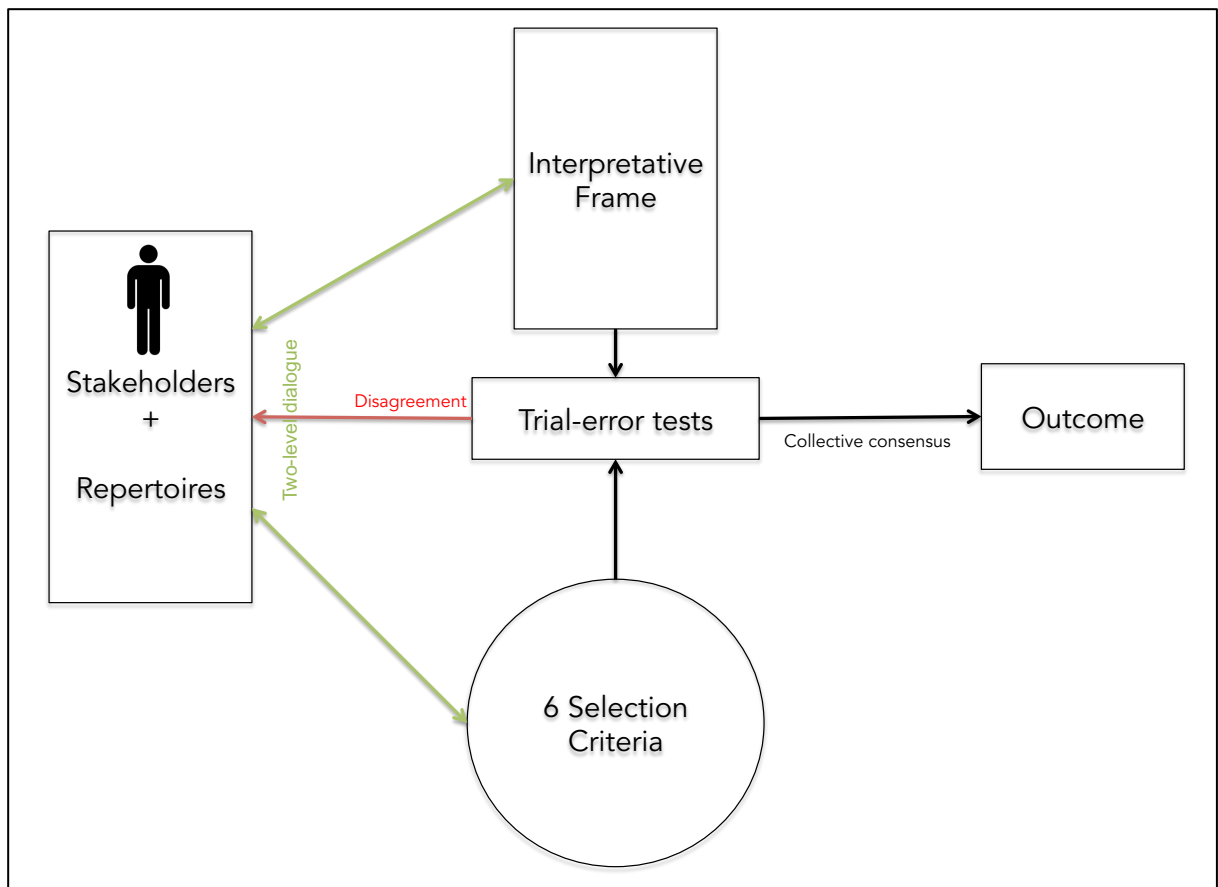 Interpretative
Frame
Stakeholders
+
Repertoires
Two-level dialogue
Disagreement
Trial-error tests
Collective consensus
Outcome
6 Selection
Criteria